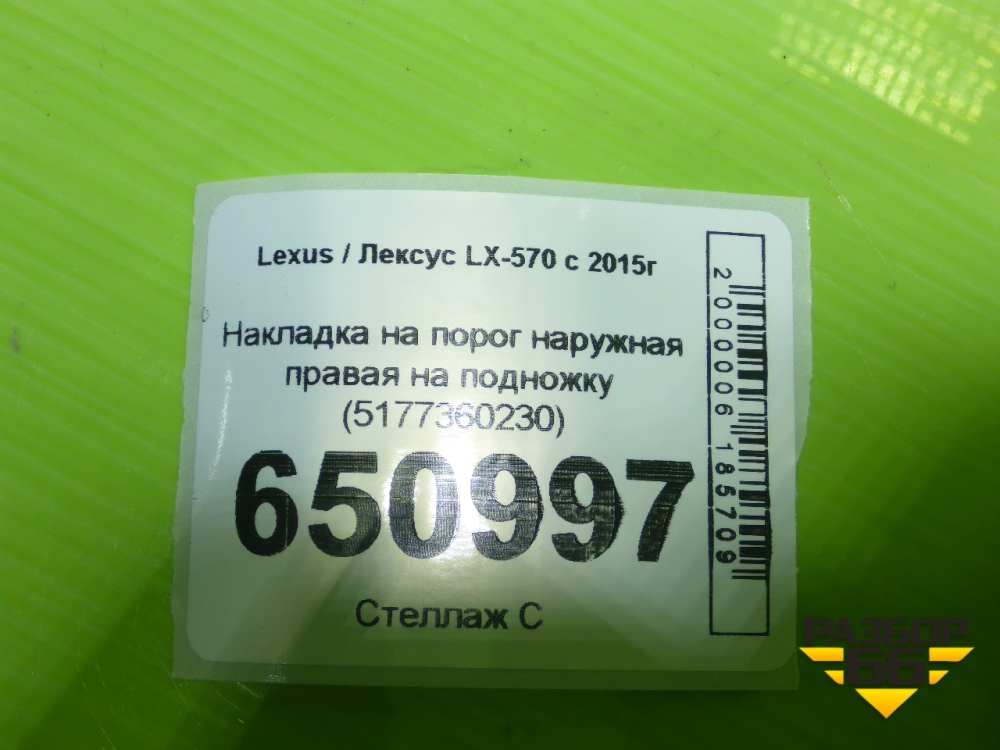 Lexus / Лексус LX-570 с 2015г
Накладка на порог наружная
правая на подножку
(5177360230)
650997
Стеллаж С
2000006185709
РАЗБОР
66